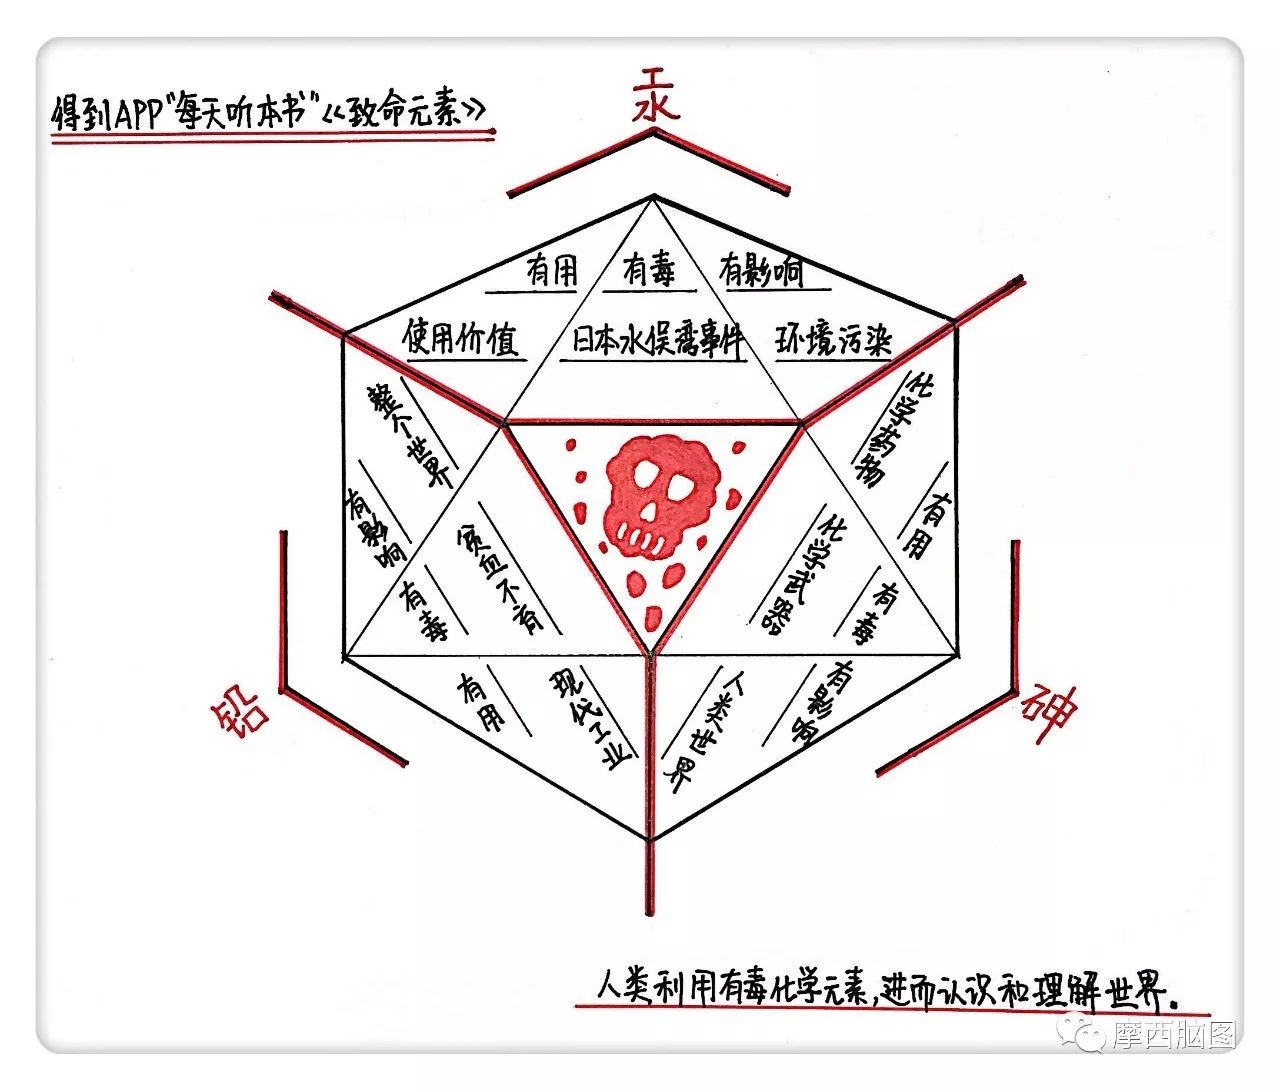 得到APP"每天听本书"《致命元素》
汞
有用
有毒
有影响
使用价值
日本水俣病事件
环境污染
化学药物
有用
化学武器
有毒
人类世界
有影响
砷
整个世界
有影响
贫血不育
有毒
有用
现代工业
铅
人类利用有毒化学元素,进而认识和理解世界.
摩西脑图